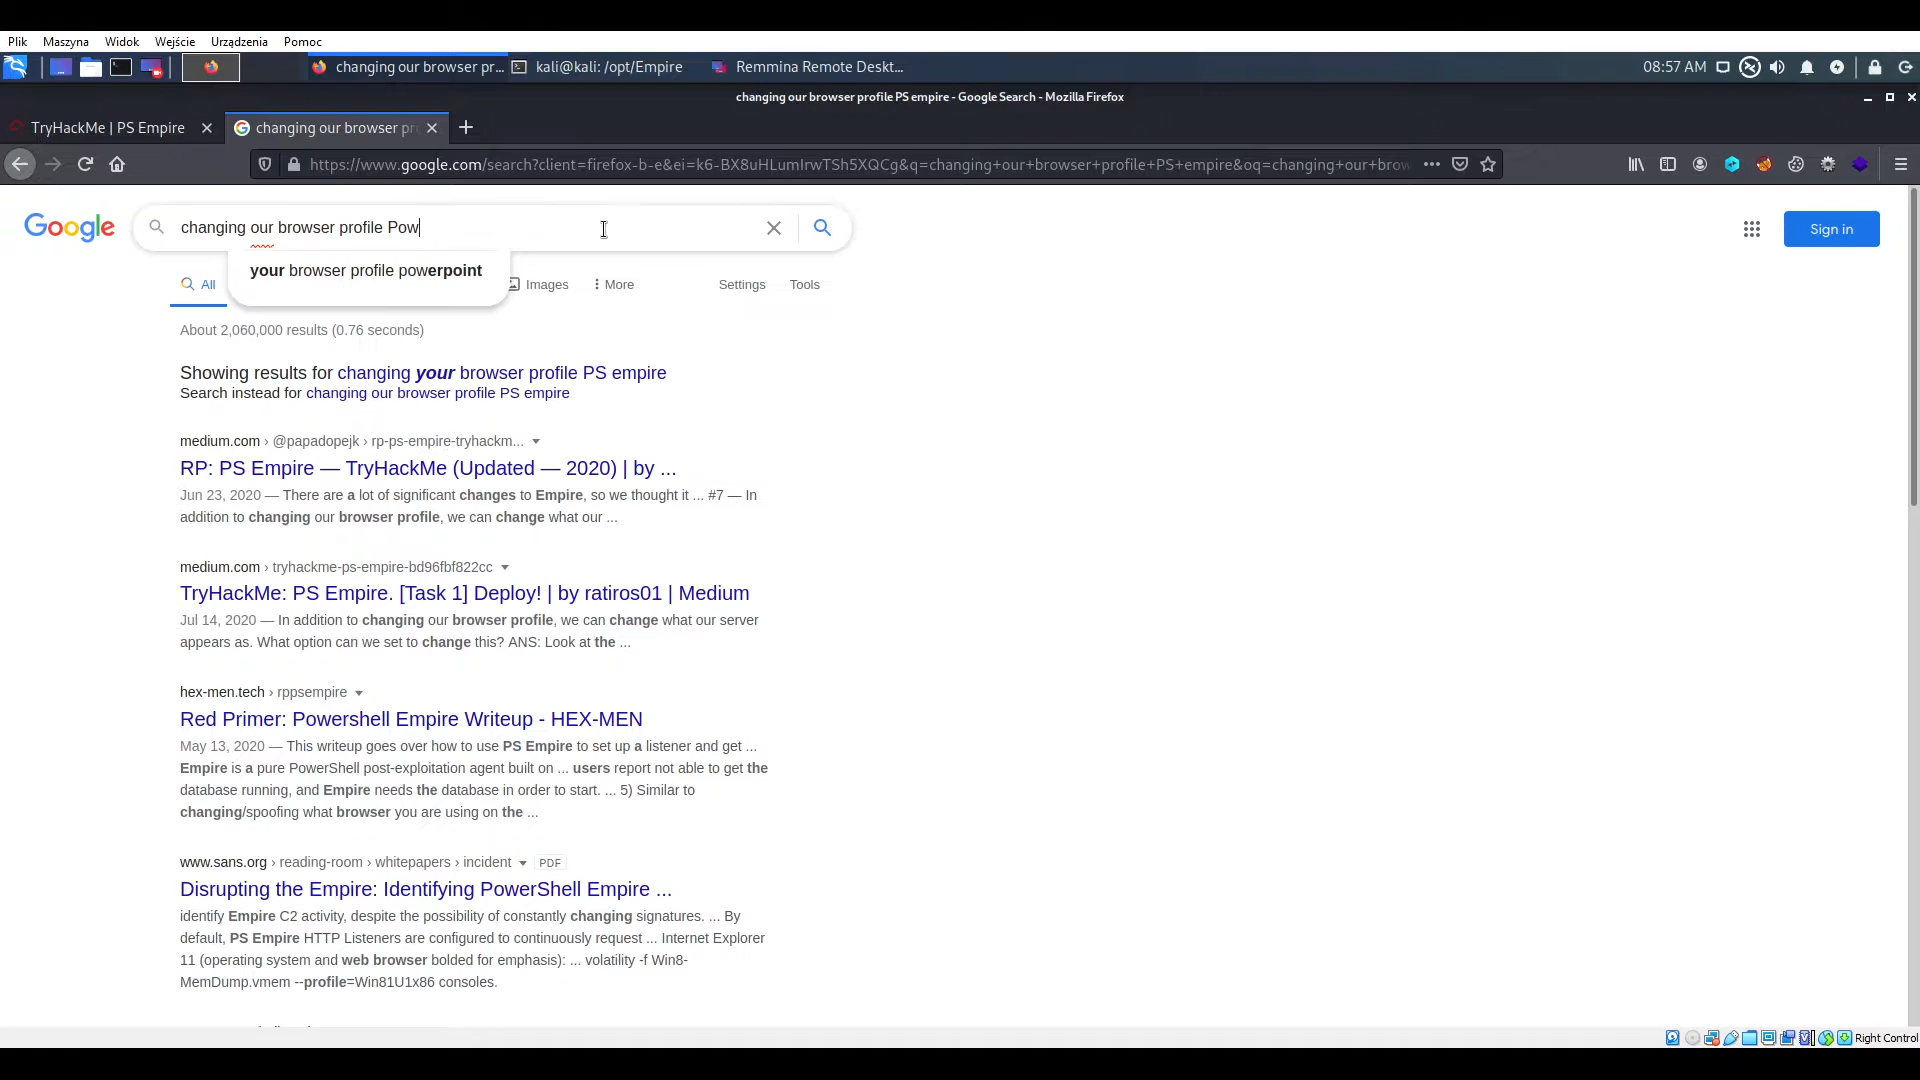 Plik Maszyna Widok Wejście Urządzenia Pomoc
changing our browser pr... kali@kali: /opt/Empire Remmina Remote Deskt... 08:57 AM
changing our browser profile PS empire - Google Search - Mozilla Firefox
TryHackMe | PS Empire changing our browser pr
https://www.google.com/search?client=firefox-b-e&ei=k6-BX8uHLumIrwTSh5XQCg&q=changing+our+browser+profile+PS+empire&oq=changing+our+brow
Google changing our browser profile Pow Sign in
your browser profile powerpoint
All Images More Settings Tools
About 2,060,000 results (0.76 seconds)
Showing results for changing your browser profile PS empire
Search instead for changing our browser profile PS empire
medium.com › @papadopejk › rp-ps-empire-tryhackm...
RP: PS Empire — TryHackMe (Updated — 2020) | by ...
Jun 23, 2020 — There are a lot of significant changes to Empire, so we thought it ... #7 — In
addition to changing our browser profile, we can change what our ...
medium.com › tryhackme-ps-empire-bd96fbf822cc
TryHackMe: PS Empire. [Task 1] Deploy! | by ratiros01 | Medium
Jul 14, 2020 — In addition to changing our browser profile, we can change what our server
appears as. What option can we set to change this? ANS: Look at the ...
hex-men.tech › rppsempire
Red Primer: Powershell Empire Writeup - HEX-MEN
May 13, 2020 — This writeup goes over how to use PS Empire to set up a listener and get ...
Empire is a pure PowerShell post-exploitation agent built on ... users report not able to get the
database running, and Empire needs the database in order to start. ... 5) Similar to
changing/spoofing what browser you are using on the ...
www.sans.org › reading-room › whitepapers › incident PDF
Disrupting the Empire: Identifying PowerShell Empire ...
identify Empire C2 activity, despite the possibility of constantly changing signatures. ... By
default, PS Empire HTTP Listeners are configured to continuously request ... Internet Explorer
11 (operating system and web browser bolded for emphasis): ... volatility -f Win8-
MemDump.vmem --profile=Win81U1x86 consoles.
Right Control